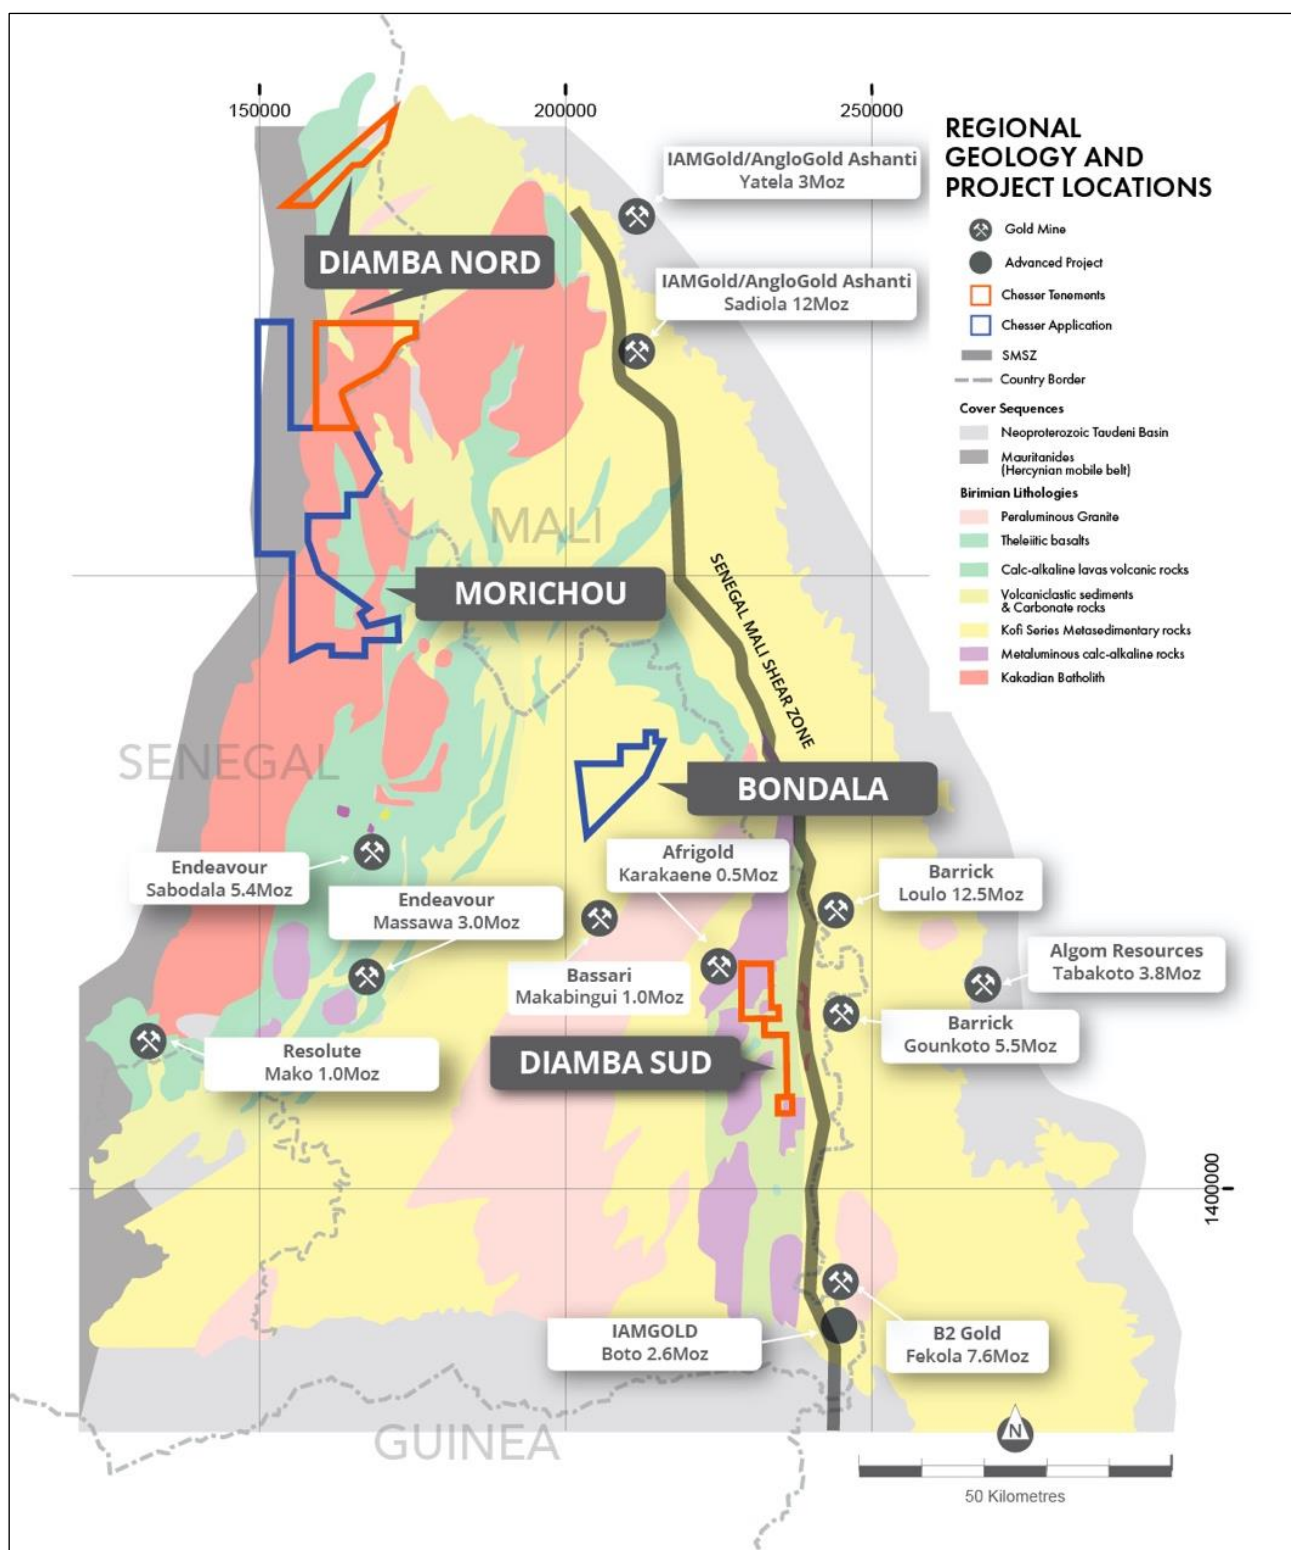 150000
200000
250000
REGIONAL
GEOLOGY AND
PROJECT LOCATIONS
Gold Mine
Advanced Project
Chesser Tenements
Chesser Application
SMSZ
Country Border
Cover Sequences
Neoproterozoic Taudeni Basin
Mauritanides
(Hercynian mobile belt)
Birimian Lithologies
Peraluminous Granite
Theleiitic basalts
Calc-alkaline lavas volcanic rocks
Volcaniclastic sediments
& Carbonate rocks
Kofi Series Metasedimentary rocks
Metaluminous calc-alkaline rocks
Kakadian Batholith
IAMGold/AngloGold Ashanti
Yatela 3Moz
DIAMBA NORD
IAMGold/AngloGold Ashanti
Sadiola 12Moz
MALI
MORICHOU
SENEGAL MALI SHEAR ZONE
SENEGAL
BONDALA
Endeavour
Sabodala 5.4Moz
Afrigold
Karakaene 0.5Moz
Barrick
Loulo 12.5Moz
Endeavour
Massawa 3.0Moz
Algom Resources
Tabakoto 3.8Moz
Bassari
Makabingui 1.0Moz
Barrick
Gounkoto 5.5Moz
Resolute
Mako 1.0Moz
DIAMBA SUD
1400000
IAMGOLD
Boto 2.6Moz
B2 Gold
Fekola 7.6Moz
GUINEA
N
50 Kilometres